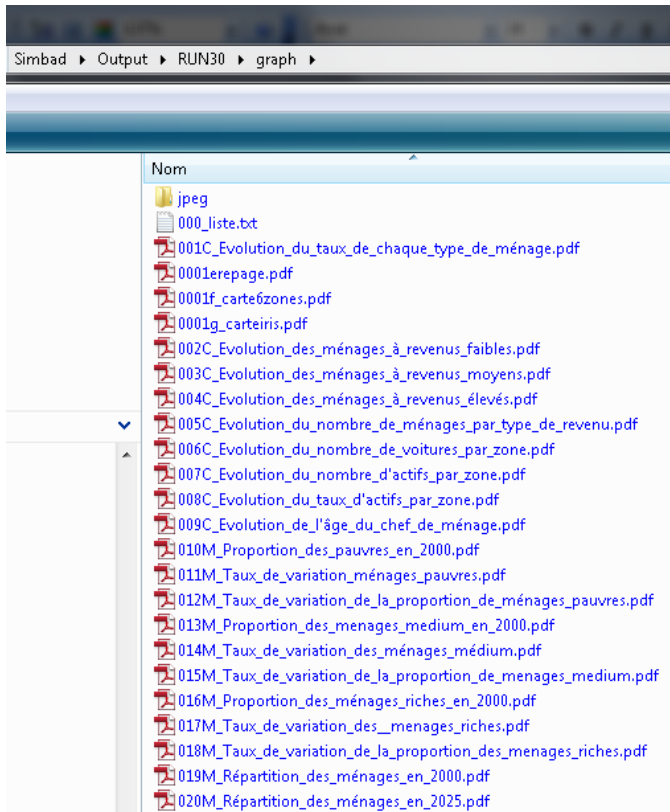 Simbad ▸ Output ▸ RUN30 ▸ graph ▸
Nom
jpeg
000_liste.txt
001C_Evolution_du_taux_de_chaque_type_de_ménage.pdf
0001erepage.pdf
0001f_carte6zones.pdf
0001g_carteiris.pdf
002C_Evolution_des_ménages_à_revenus_faibles.pdf
003C_Evolution_des_ménages_à_revenus_moyens.pdf
004C_Evolution_des_ménages_à_revenus_élevés.pdf
005C_Evolution_du_nombre_de_ménages_par_type_de_revenu.pdf
006C_Evolution_du_nombre_de_voitures_par_zone.pdf
007C_Evolution_du_nombre_d'actifs_par_zone.pdf
008C_Evolution_du_taux_d'actifs_par_zone.pdf
009C_Evolution_de_l'âge_du_chef_de_ménage.pdf
010M_Proportion_des_pauvres_en_2000.pdf
011M_Taux_de_variation_ménages_pauvres.pdf
012M_Taux_de_variation_de_la_proportion_de_ménages_pauvres.pdf
013M_Proportion_des_menages_medium_en_2000.pdf
014M_Taux_de_variation_des_ménages_médium.pdf
015M_Taux_de_variation_de_la_proportion_de_menages_medium.pdf
016M_Proportion_des_ménages_riches_en_2000.pdf
017M_Taux_de_variation_des__menages_riches.pdf
018M_Taux_de_variation_de_la_proportion_des_menages_riches.pdf
019M_Répartition_des_ménages_en_2000.pdf
020M_Répartition_des_ménages_en_2025.pdf